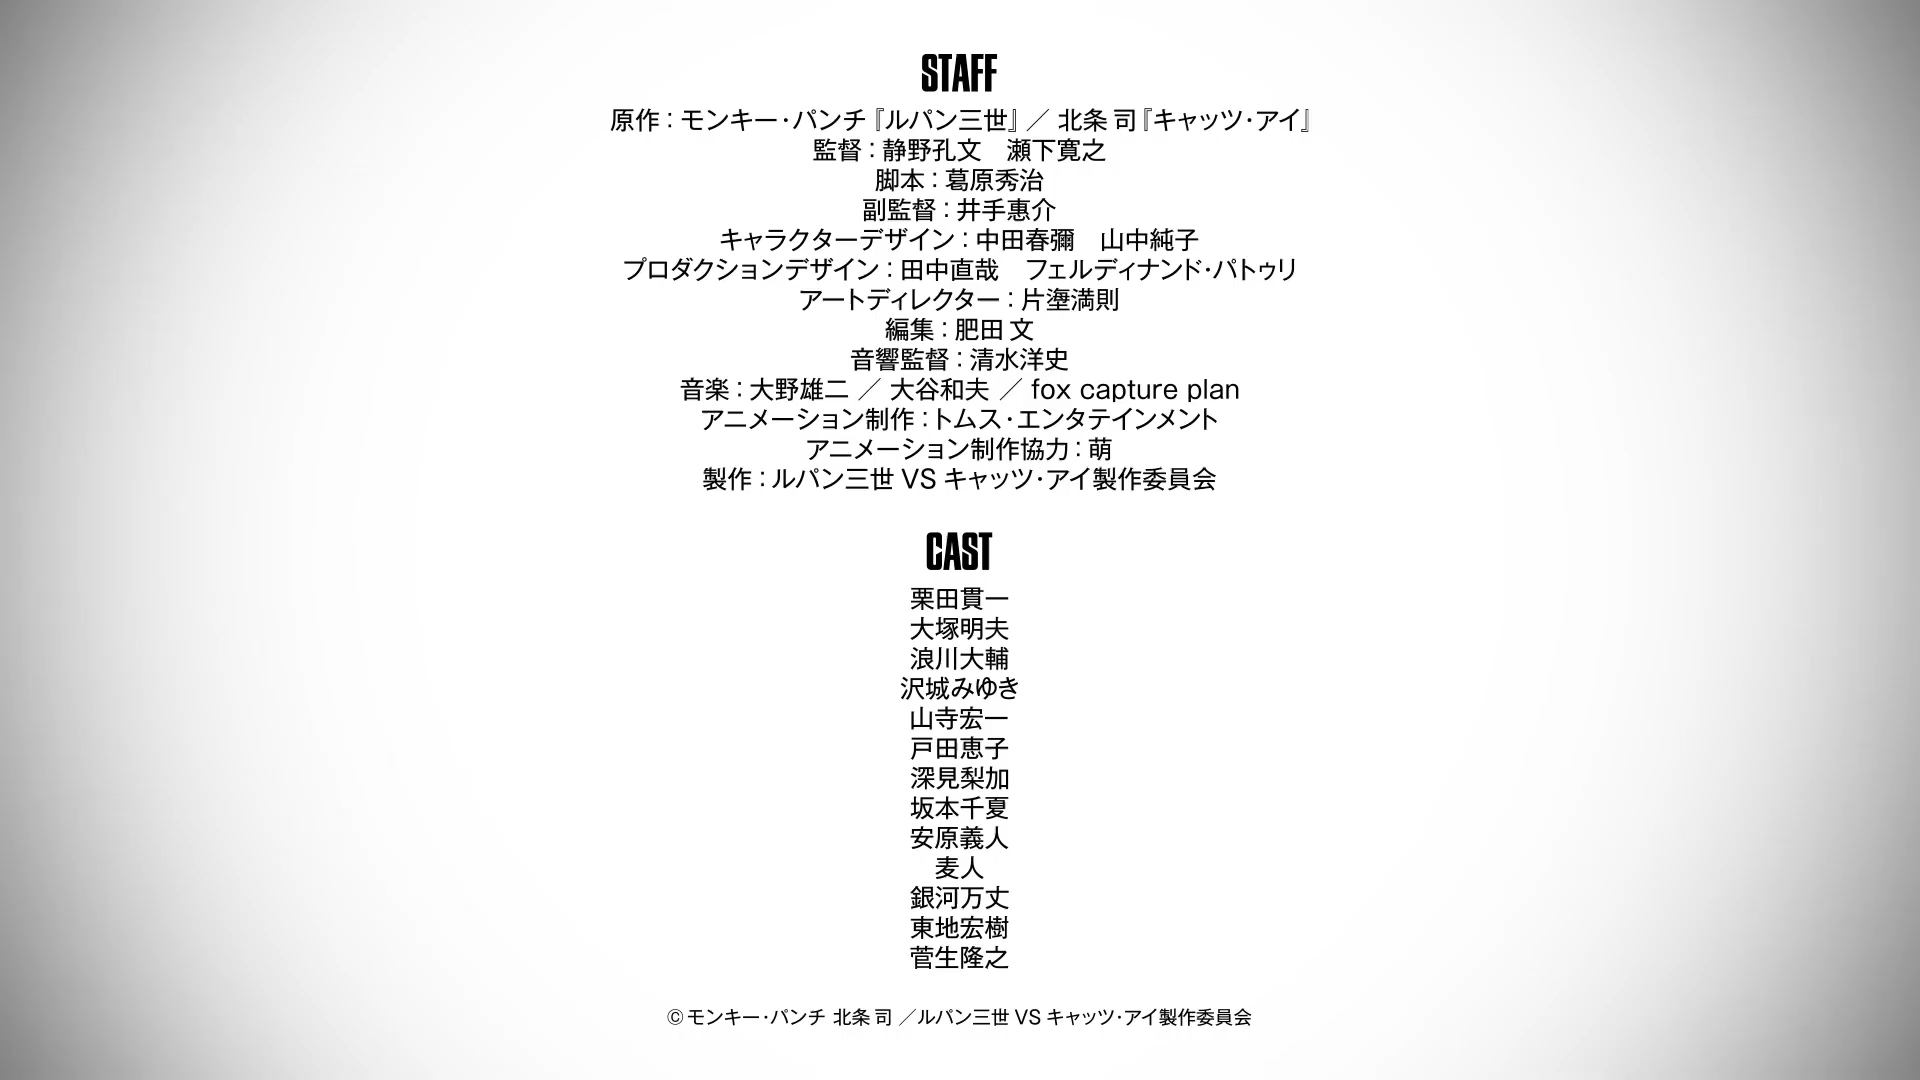 STAFF
原作：モンキー・パンチ『ルパン三世』／ 北条 司『キャッツ・アイ』
監督：静野孔文　瀬下寛之
脚本：葛原秀治
副監督：井手惠介
キャラクターデザイン：中田春彌　山中純子
プロダクションデザイン：田中直哉　フェルディナンド・パトゥリ
アートディレクター：片塰満則
編集：肥田 文
音響監督：清水洋史
音楽：大野雄二 ／ 大谷和夫 ／ fox capture plan
アニメーション制作：トムス・エンタテインメント
アニメーション制作協力：萌
製作：ルパン三世 VS キャッツ・アイ製作委員会
CAST
栗田貫一
大塚明夫
浪川大輔
沢城みゆき
山寺宏一
戸田恵子
深見梨加
坂本千夏
安原義人
麦人
銀河万丈
東地宏樹
菅生隆之
© モンキー・パンチ 北条 司 ／ルパン三世 VS キャッツ・アイ製作委員会